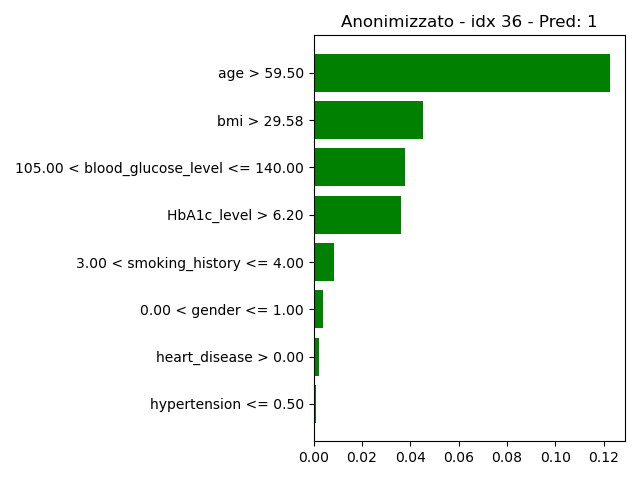 Anonimizzato - idx 36 - Pred: 1
age > 59.50
bmi > 29.58
105.00 < blood_glucose_level <= 140.00
HbA1c_level > 6.20
3.00 < smoking_history <= 4.00
0.00 < gender <= 1.00
heart_disease > 0.00
hypertension <= 0.50
0.00 0.02 0.04 0.06 0.08 0.10 0.12